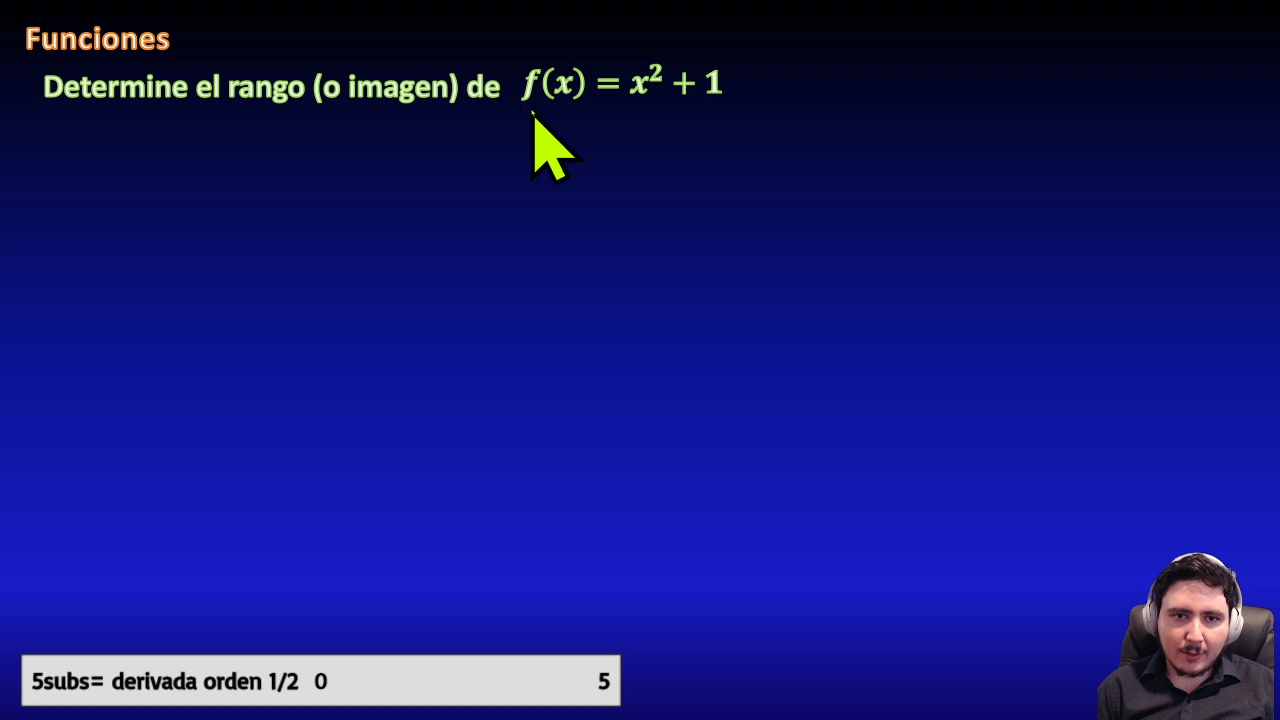 Funciones
Determine el rango (o imagen) de f(x) = x² + 1
5subs= derivada orden 1/2 0 5